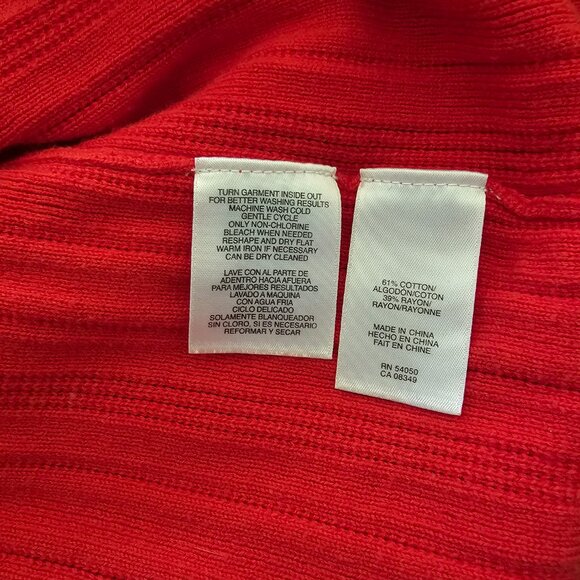 TURN GARMENT INSIDE OUT
FOR BETTER WASHING RESULTS
MACHINE WASH COLD
GENTLE CYCLE
ONLY NON-CHLORINE
BLEACH WHEN NEEDED
RESHAPE AND DRY FLAT
WARM IRON IF NECESSARY
CAN BE DRY CLEANED
LAVE CON AL PARTE DE
ADENTRO HACIA AFUERA
PARA MEJORES RESULTADOS
LAVADO A MAQUINA
CON AGUA FRIA
CICLO DELICADO
SOLAMENTE BLANQUEADOR
SIN CLORO, SI ES NECESARIO
REFORMAR Y SECAR
61% COTTON/
ALGODÓN/COTON
39% RAYON/
RAYON/RAYONNE
MADE IN CHINA
HECHO EN CHINA
FAIT EN CHINE
RN 54050
CA 08349